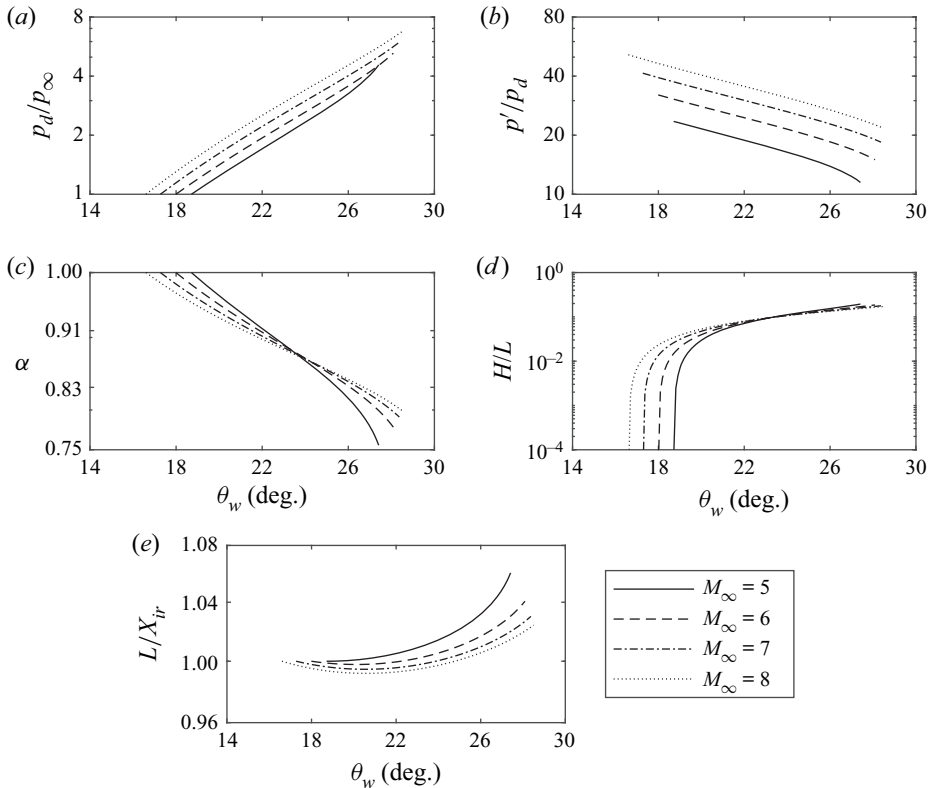 (a)
8
4
2
1
p_d/p_∞
14 18 22 26 30
(b)
80
40
20
10
p′/p_d
14 18 22 26 30
(c)
1.00
0.91
0.83
0.75
α
14 18 22 26 30
θ_w (deg.)
(d)
10^0
10^−2
10^−4
H/L
14 18 22 26 30
θ_w (deg.)
(e)
1.08
1.04
1.00
0.96
L/X_ir
14 18 22 26 30
θ_w (deg.)
M_∞ = 5
M_∞ = 6
M_∞ = 7
M_∞ = 8